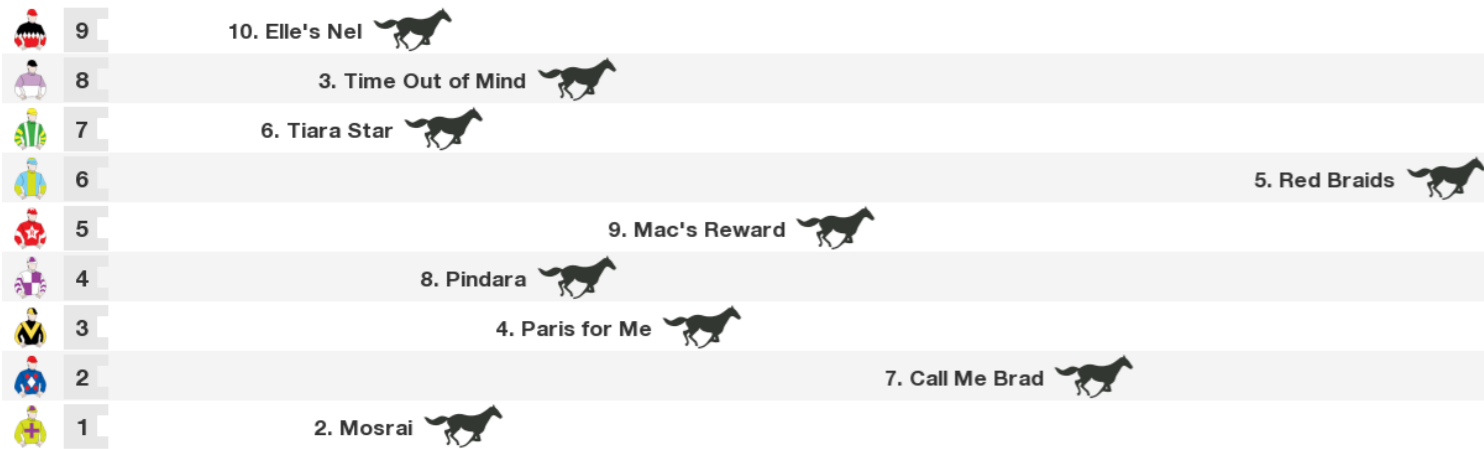 9 10. Elle's Nel
8 3. Time Out of Mind
7 6. Tiara Star
6 5. Red Braids
5 9. Mac's Reward
4 8. Pindara
3 4. Paris for Me
2 7. Call Me Brad
1 2. Mosrai